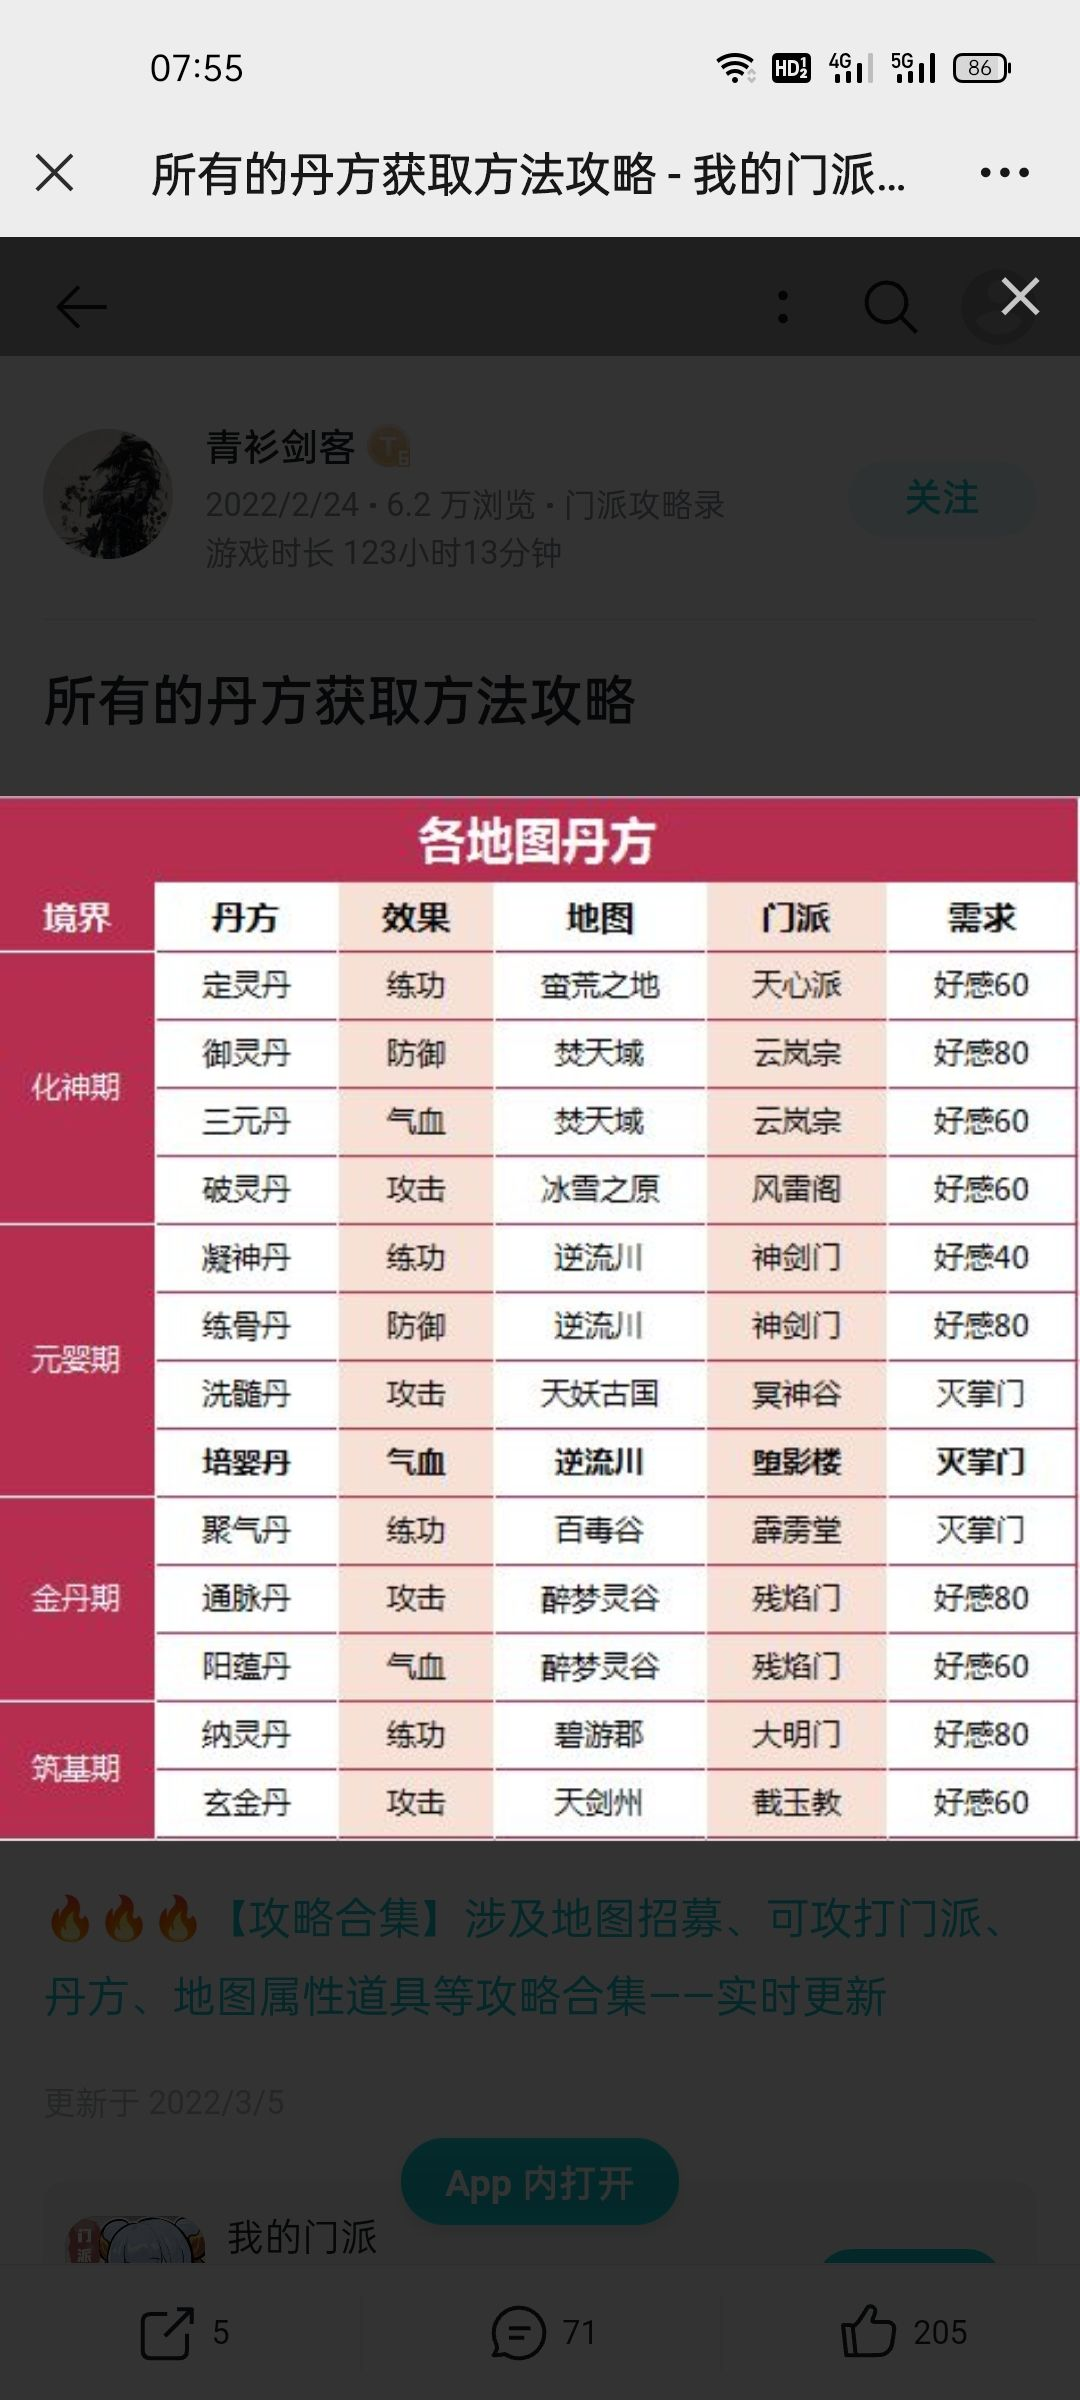 07:55
HD 1 2 4G 5G 86
所有的丹方获取方法攻略 - 我的门派...
青衫剑客 T 6
2022/2/24 · 6.2 万浏览 · 门派攻略录
关注
游戏时长 123小时13分钟
所有的丹方获取方法攻略
各地图丹方
境界 丹方 效果 地图 门派 需求
化神期
定灵丹 练功 蛮荒之地 天心派 好感60
御灵丹 防御 焚天域 云岚宗 好感80
三元丹 气血 焚天域 云岚宗 好感60
破灵丹 攻击 冰雪之原 风雷阁 好感60
元婴期
凝神丹 练功 逆流川 神剑门 好感40
练骨丹 防御 逆流川 神剑门 好感80
洗髓丹 攻击 天妖古国 冥神谷 灭掌门
培婴丹 气血 逆流川 堕影楼 灭掌门
金丹期
聚气丹 练功 百毒谷 霹雳堂 灭掌门
通脉丹 攻击 醉梦灵谷 残焰门 好感80
阳蕴丹 气血 醉梦灵谷 残焰门 好感60
筑基期
纳灵丹 练功 碧游郡 大明门 好感80
玄金丹 攻击 天剑州 截玉教 好感60
🔥🔥🔥【攻略合集】涉及地图招募、可攻打门派、
丹方、地图属性道具等攻略合集——实时更新
更新于 2022/3/5
App 内打开
门派
我的门派
5 71 205